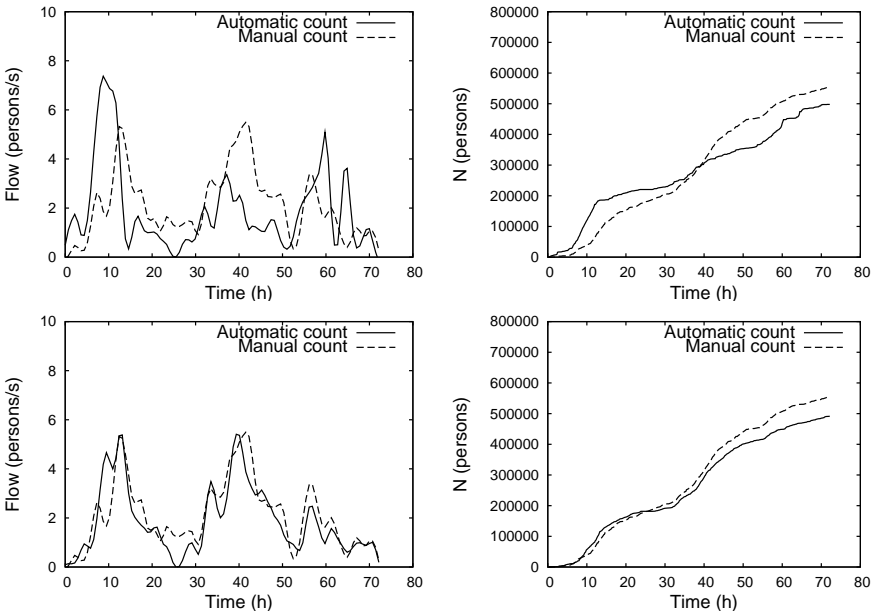 Automatic count
Manual count
Flow (persons/s)
10
8
6
4
2
0
0 10 20 30 40 50 60 70 80
Time (h)
Automatic count
Manual count
N (persons)
800000
700000
600000
500000
400000
300000
200000
100000
0
0 10 20 30 40 50 60 70 80
Time (h)
Automatic count
Manual count
Flow (persons/s)
10
8
6
4
2
0
0 10 20 30 40 50 60 70 80
Time (h)
Automatic count
Manual count
N (persons)
800000
700000
600000
500000
400000
300000
200000
100000
0
0 10 20 30 40 50 60 70 80
Time (h)